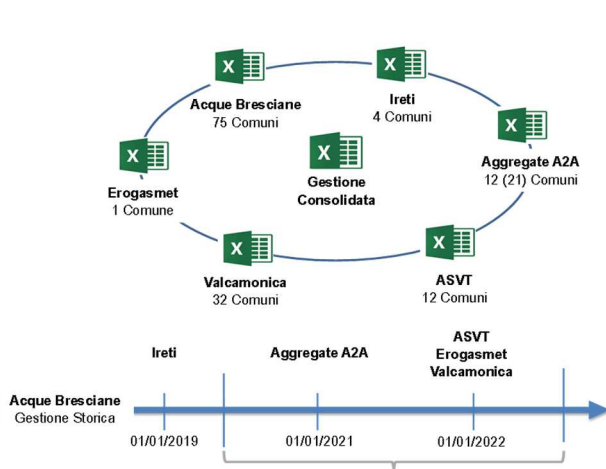 Acque Bresciane
75 Comuni
Ireti
4 Comuni
Aggregate A2A
12 (21) Comuni
Erogasmet
1 Comune
Gestione
Consolidata
Valcamonica
32 Comuni
ASVT
12 Comuni
Ireti
Aggregate A2A
ASVT
Erogasmet
Valcamonica
Acque Bresciane
Gestione Storica
01/01/2019
01/01/2021
01/01/2022